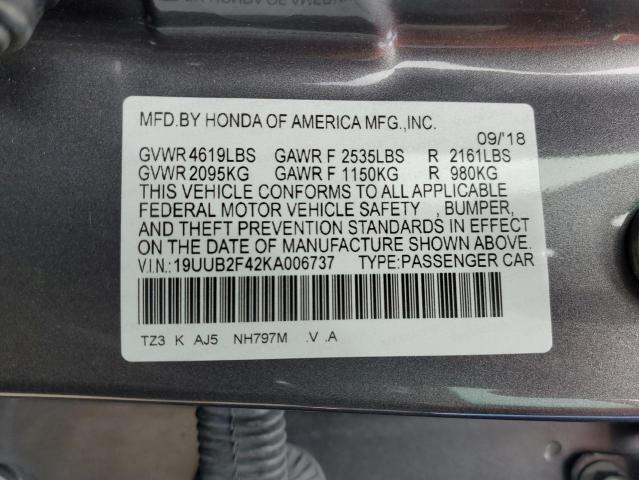 MFD.BY HONDA OF AMERICA MFG.,INC.
09/'18
GVWR 4619LBS GAWR F 2535LBS R 2161LBS
GVWR 2095KG GAWR F 1150KG R 980KG
THIS VEHICLE CONFORMS TO ALL APPLICABLE
FEDERAL MOTOR VEHICLE SAFETY , BUMPER,
AND THEFT PREVENTION STANDARDS IN EFFECT
ON THE DATE OF MANUFACTURE SHOWN ABOVE.
V.I.N.: 19UUB2F42KA006737 TYPE:PASSENGER CAR
TZ3 K AJ5 NH797M .V .A